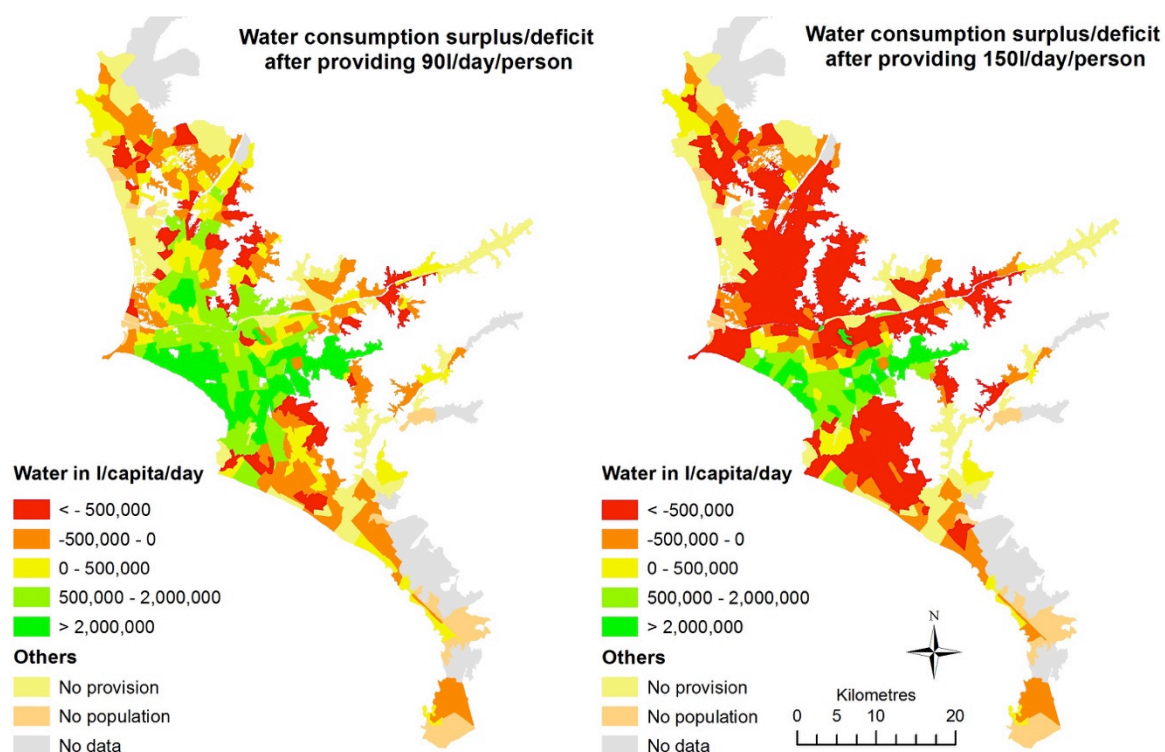 Water consumption surplus/deficit
after providing 90l/day/person
Water in l/capita/day
< - 500,000
-500,000 - 0
0 - 500,000
500,000 - 2,000,000
> 2,000,000
Others
No provision
No population
No data
Water consumption surplus/deficit
after providing 150l/day/person
Water in l/capita/day
< -500,000
-500,000 - 0
0 - 500,000
500,000 - 2,000,000
> 2,000,000
Others
No provision
No population
No data
N
Kilometres
0 5 10 20